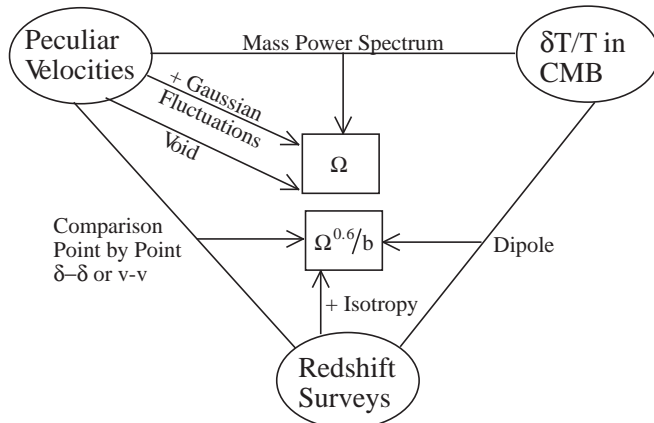 Peculiar
Velocities
Mass Power Spectrum
δT/T in
CMB
+ Gaussian
Fluctuations
Void
Ω
Comparison
Point by Point
δ–δ or v-v
Ω^0.6/b
Dipole
+ Isotropy
Redshift
Surveys